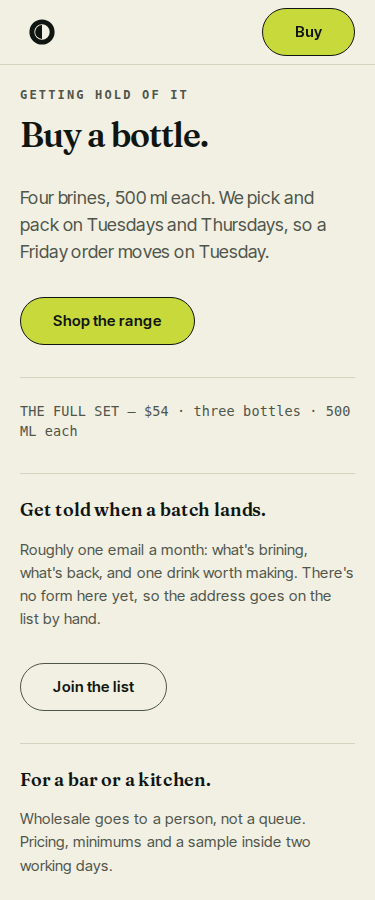 Buy
GETTING HOLD OF IT
Buy a bottle.
Four brines, 500 ml each. We pick and
pack on Tuesdays and Thursdays, so a
Friday order moves on Tuesday.
Shop the range
THE FULL SET — $54 · three bottles · 500
ML each
Get told when a batch lands.
Roughly one email a month: what's brining,
what's back, and one drink worth making. There's
no form here yet, so the address goes on the
list by hand.
Join the list
For a bar or a kitchen.
Wholesale goes to a person, not a queue.
Pricing, minimums and a sample inside two
working days.